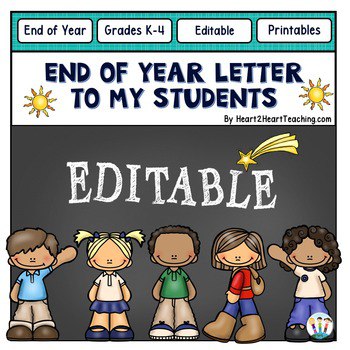 End of Year
Grades K-4
Editable
Printables
END OF YEAR LETTER
TO MY STUDENTS
By Heart2HeartTeaching.com
EDITABLE